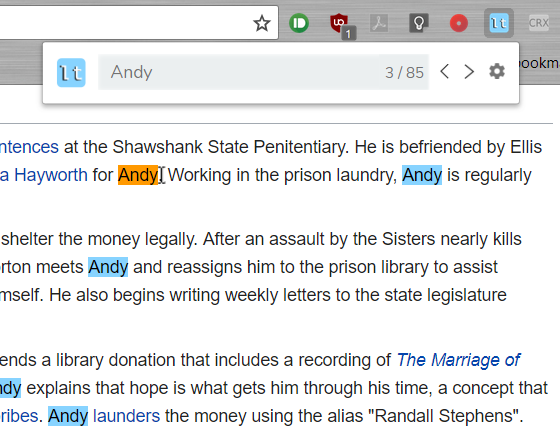 1
lt
CRX
bookm
lt Andy 3 / 85
ntences at the Shawshank State Penitentiary. He is befriended by Ellis
a Hayworth for Andy. Working in the prison laundry, Andy is regularly
shelter the money legally. After an assault by the Sisters nearly kills
rton meets Andy and reassigns him to the prison library to assist
mself. He also begins writing weekly letters to the state legislature
ends a library donation that includes a recording of The Marriage of
ndy explains that hope is what gets him through his time, a concept that
ribes. Andy launders the money using the alias "Randall Stephens".